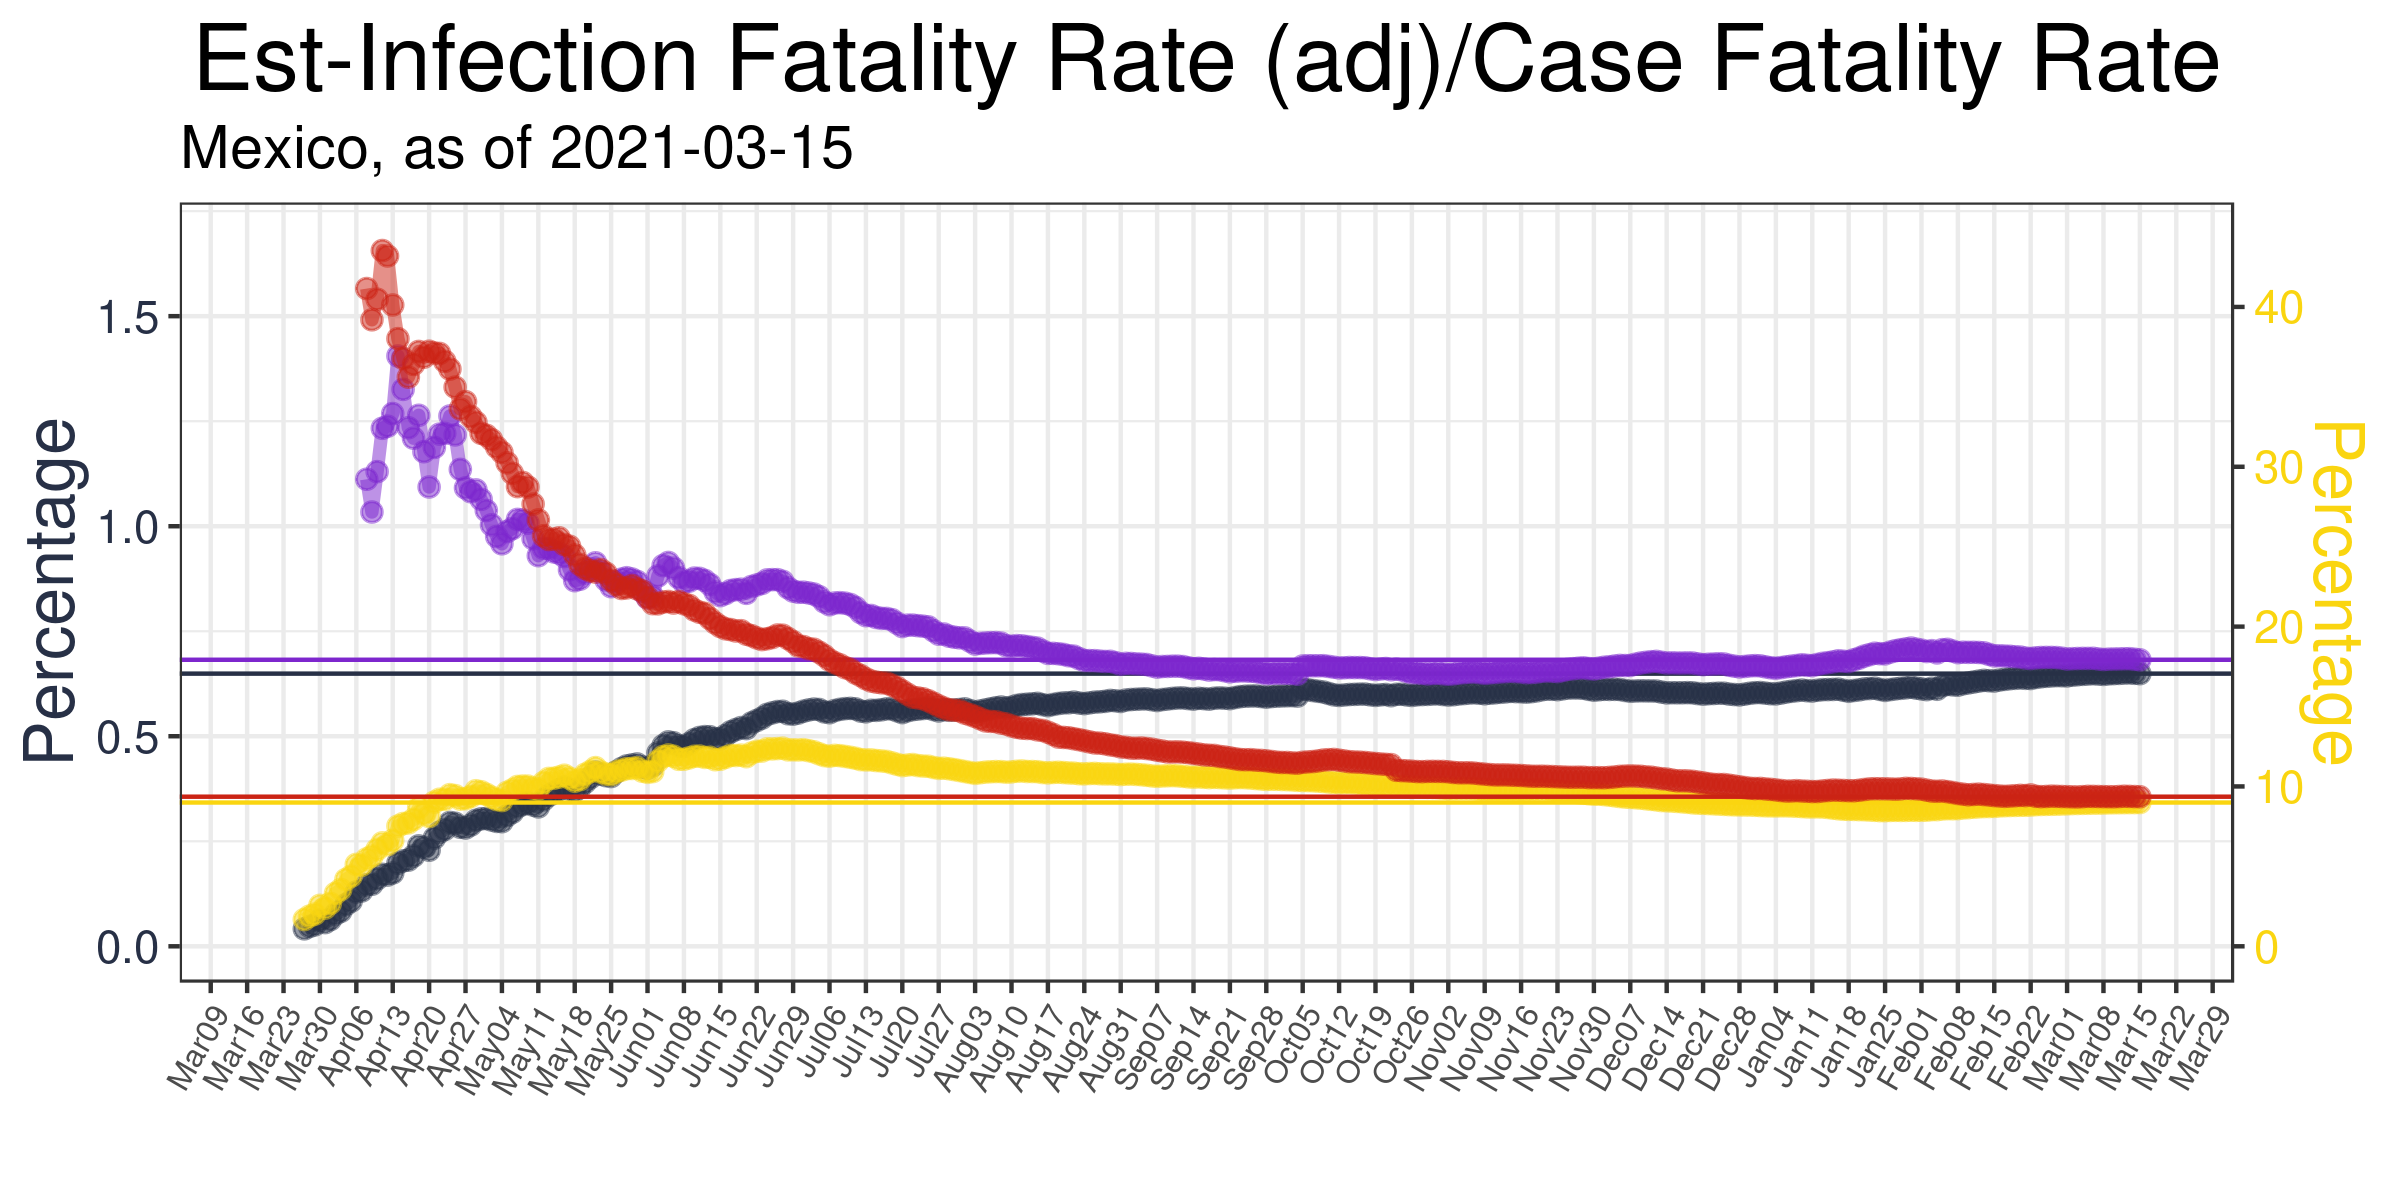 Est-Infection Fatality Rate (adj)/Case Fatality Rate
Mexico, as of 2021-03-15
Percentage
1.5
1.0
0.5
0.0
40
30
20
10
0
Percentage
Mar09
Mar16
Mar23
Mar30
Apr06
Apr13
Apr20
Apr27
May04
May11
May18
May25
Jun01
Jun08
Jun15
Jun22
Jun29
Jul06
Jul13
Jul20
Jul27
Aug03
Aug10
Aug17
Aug24
Aug31
Sep07
Sep14
Sep21
Sep28
Oct05
Oct12
Oct19
Oct26
Nov02
Nov09
Nov16
Nov23
Nov30
Dec07
Dec14
Dec21
Dec28
Jan04
Jan11
Jan18
Jan25
Feb01
Feb08
Feb15
Feb22
Mar01
Mar08
Mar15
Mar22
Mar29